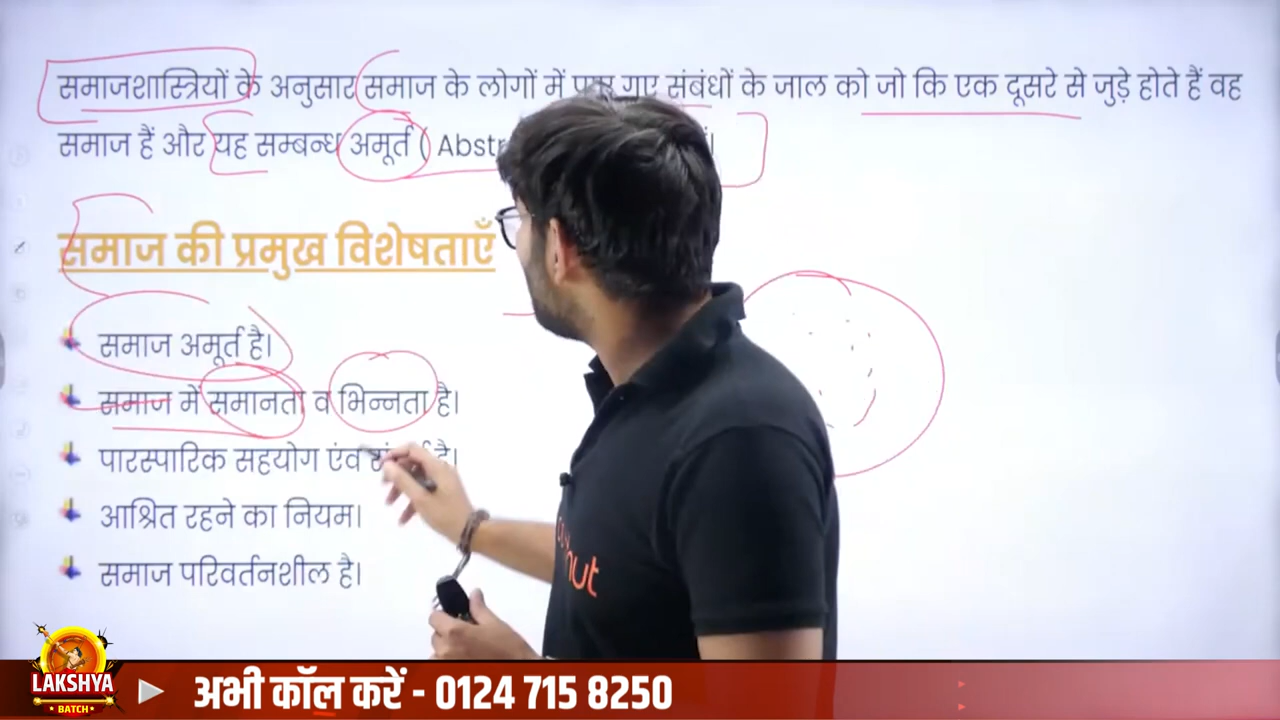 समाजशास्त्रियों के अनुसार समाज के लोगों में गए संबंधों के जाल को जो कि एक दूसरे से जुड़े होते हैं वह
समाज हैं और यह सम्बन्ध अमूर्त (
समाज की प्रमुख विशेषताएँ
समाज अमूर्त है।
समाज में समानता व भिन्नता है।
पारस्पारिक सहयोग एंव है।
आश्रित रहने का नियम।
समाज परिवर्तनशील है।
nut
LAKSHYA
BATCH
अभी कॉल करें - 0124 715 8250